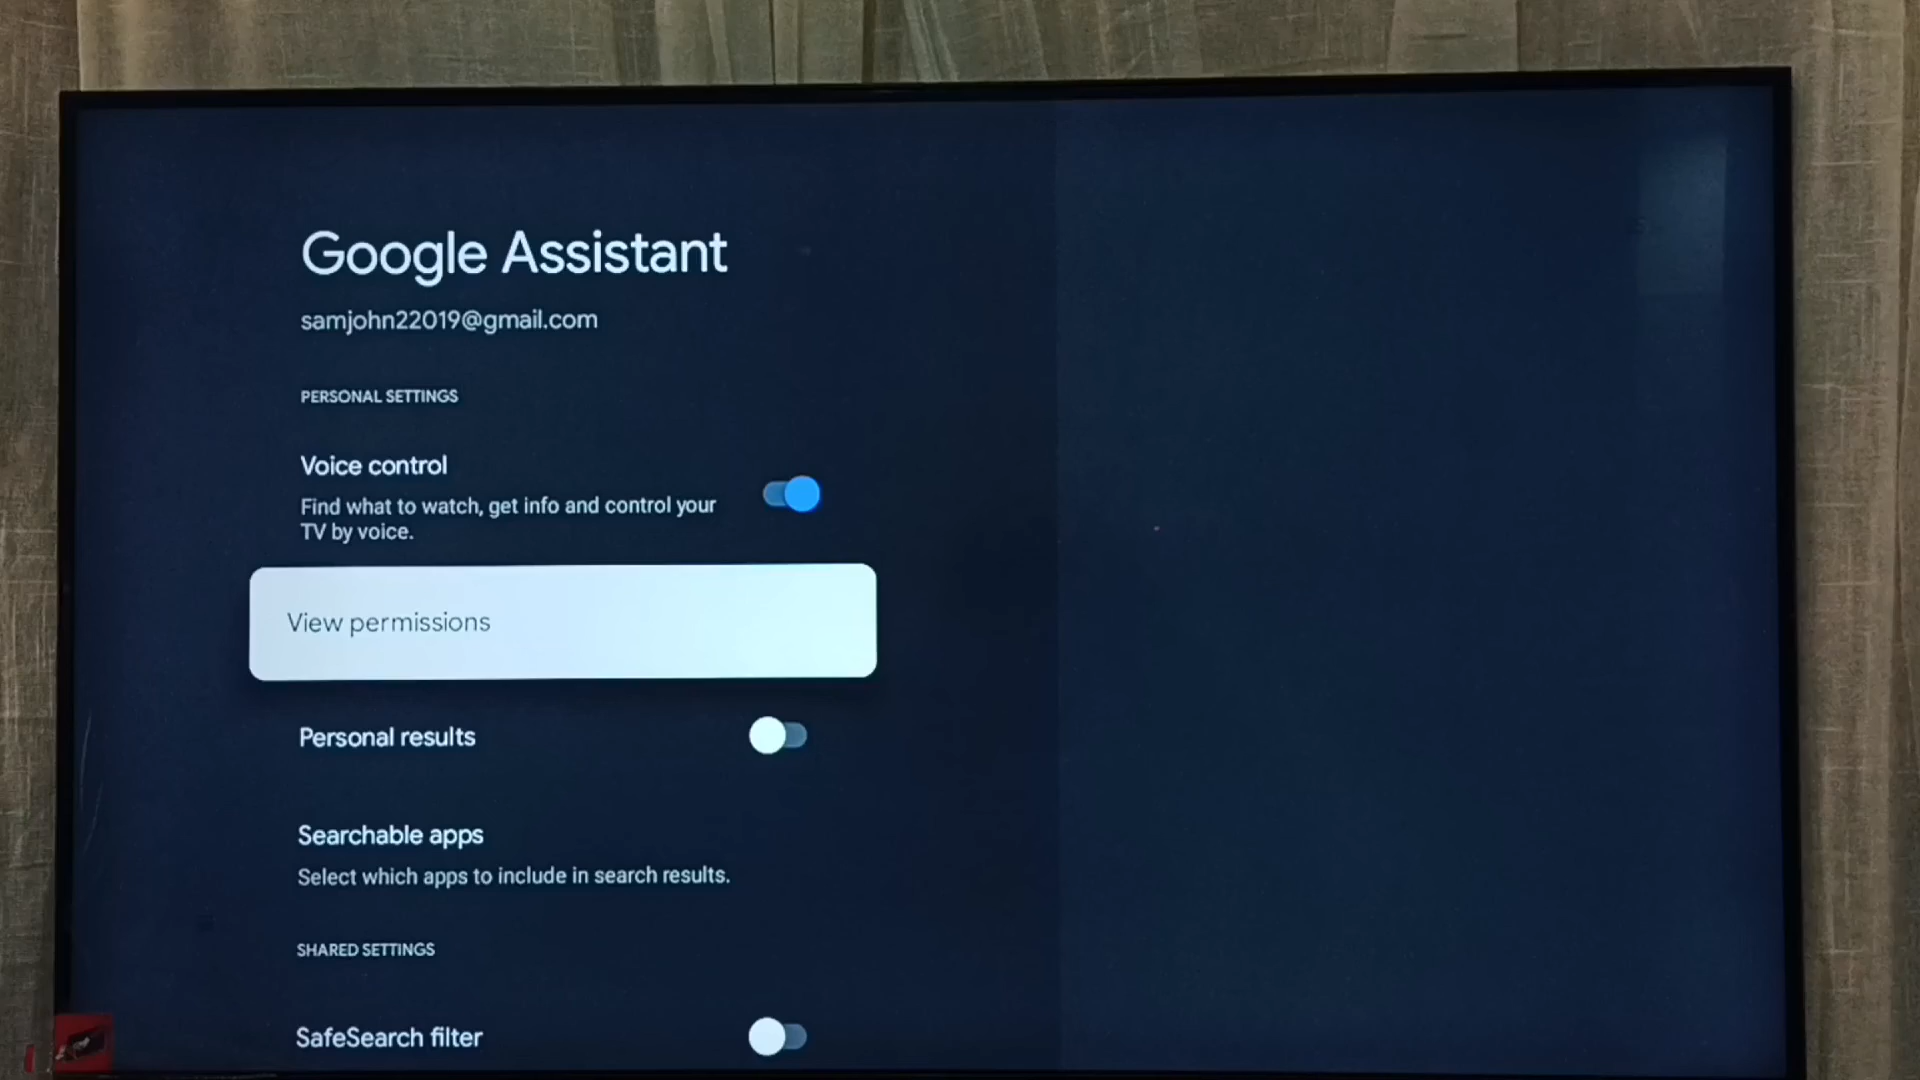 Google Assistant
samjohn22019@gmail.com
PERSONAL SETTINGS
Voice control
Find what to watch, get info and control your
TV by voice.
View permissions
Personal results
Searchable apps
Select which apps to include in search results.
SHARED SETTINGS
SafeSearch filter